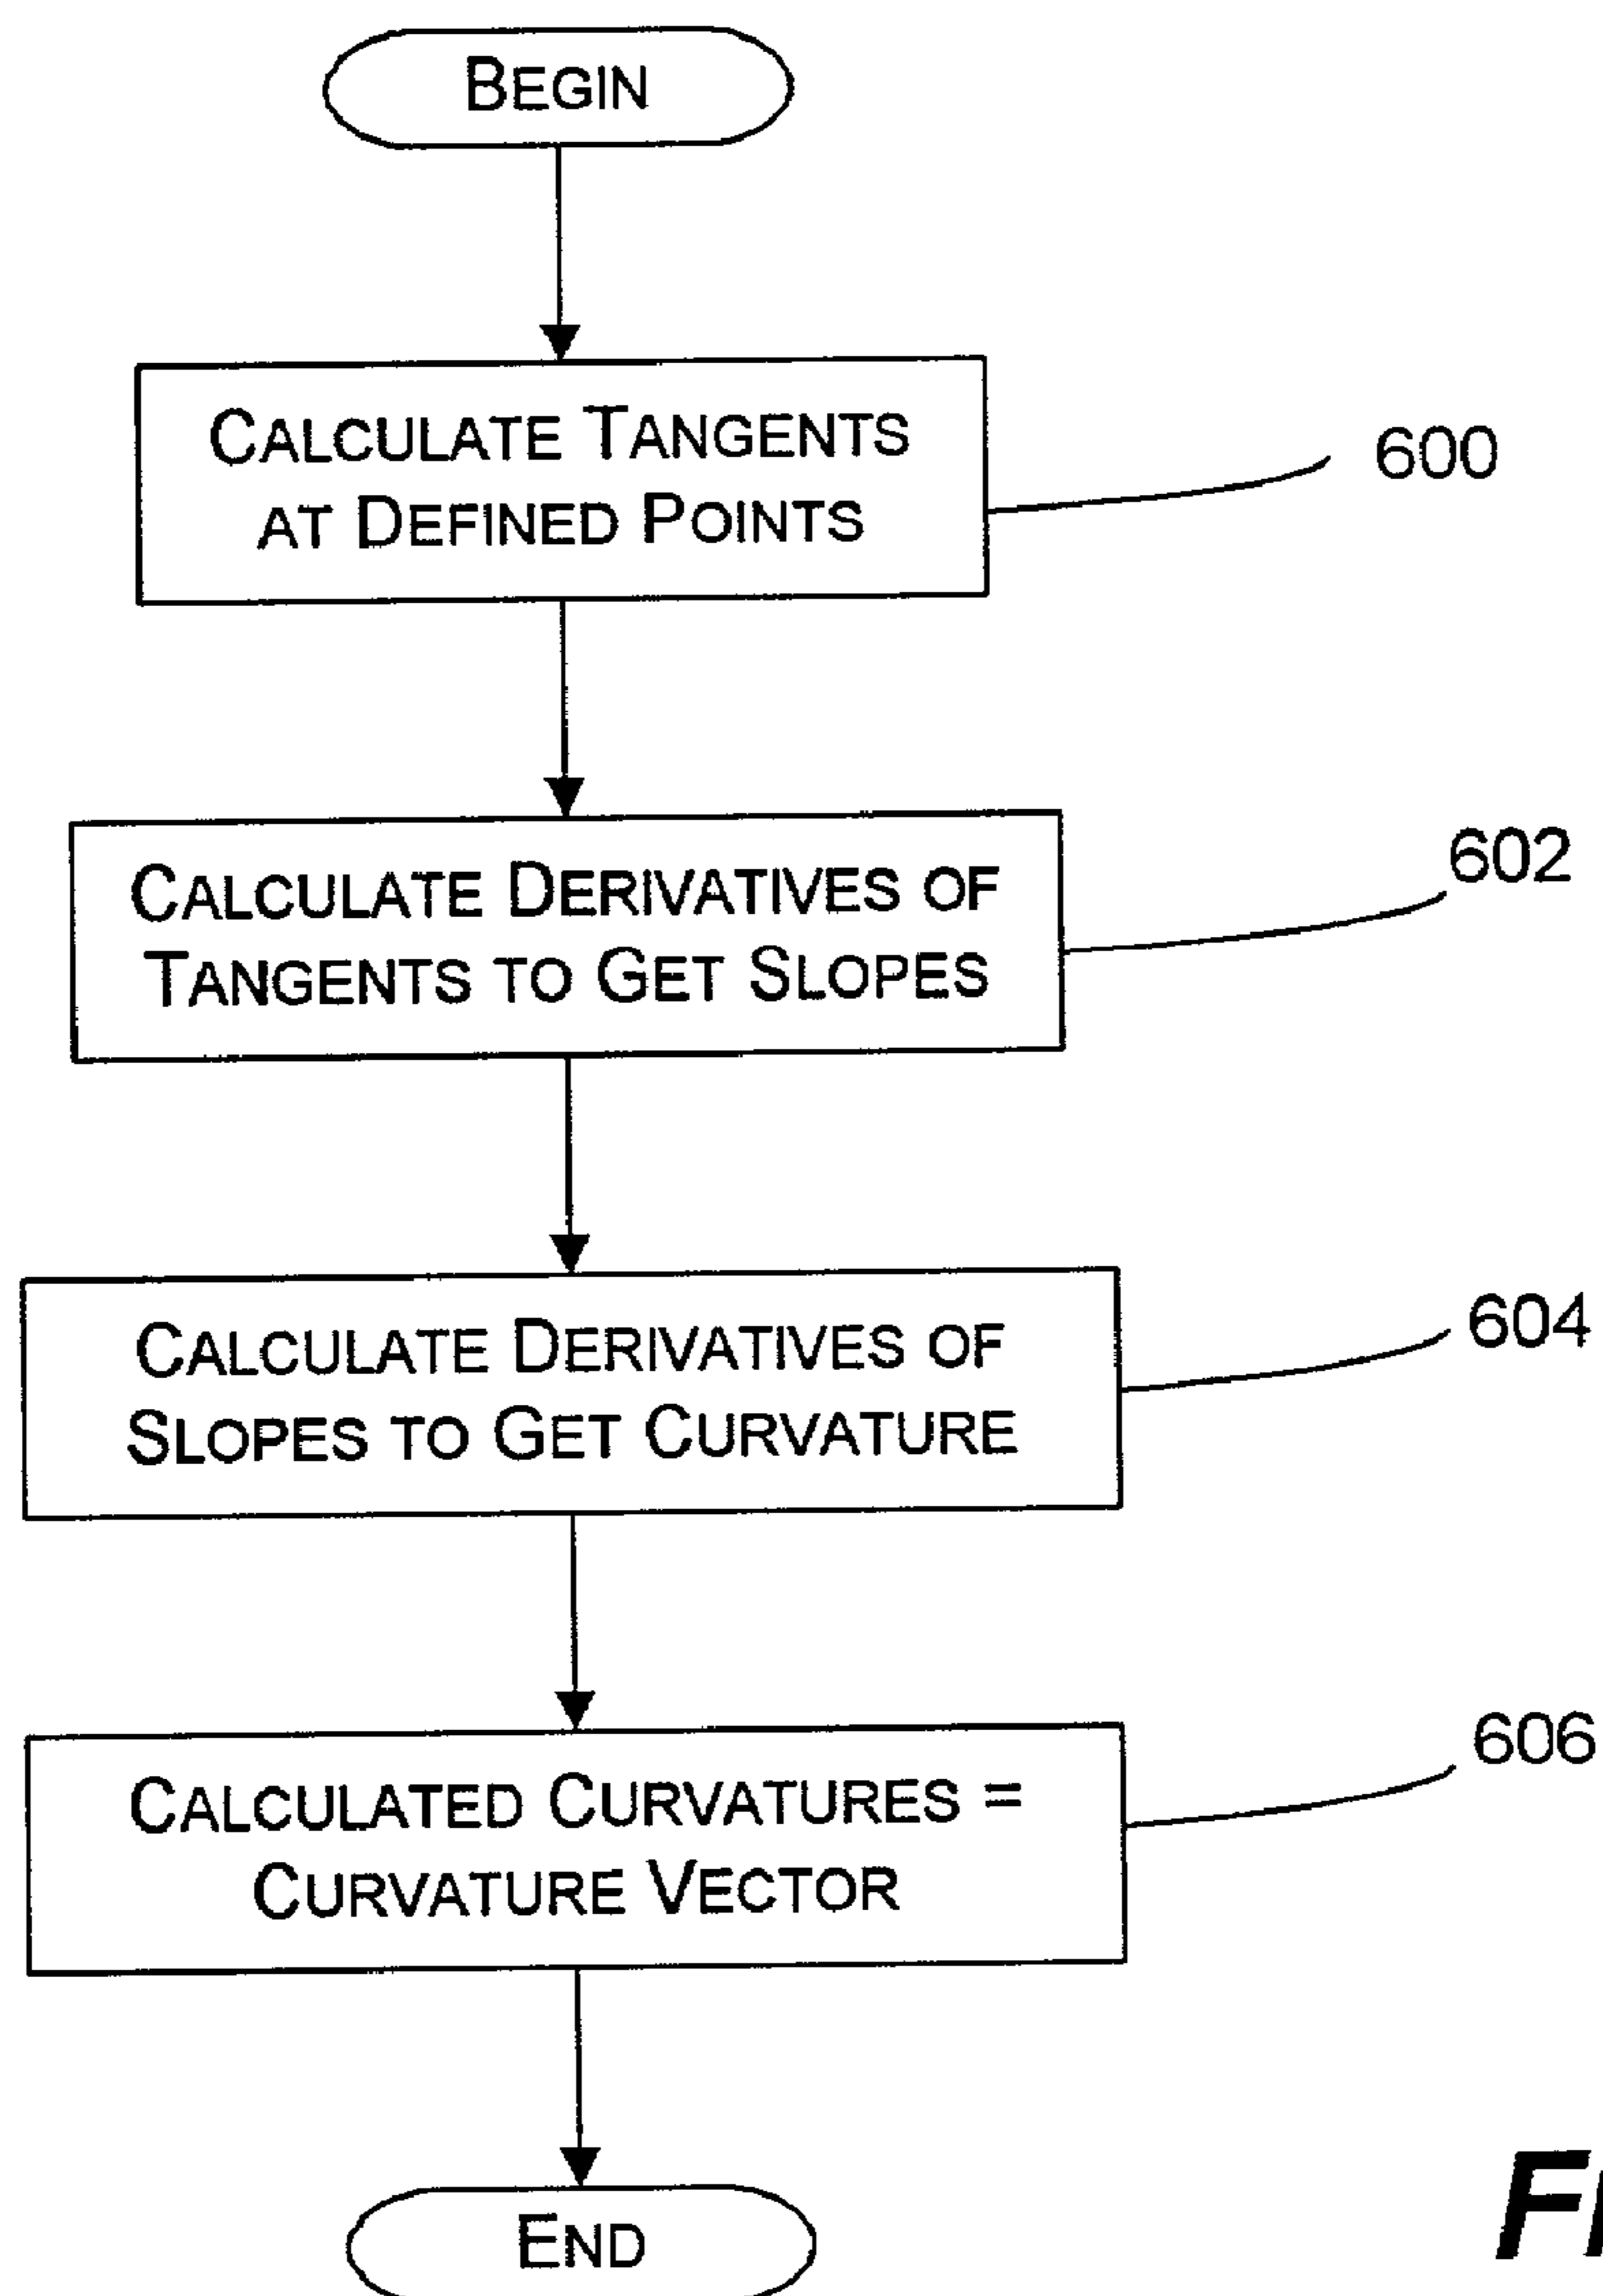 BEGIN
CALCULATE TANGENTS
AT DEFINED POINTS
600
CALCULATE DERIVATIVES OF
TANGENTS TO GET SLOPES
602
CALCULATE DERIVATIVES OF
SLOPES TO GET CURVATURE
604
CALCULATED CURVATURES =
CURVATURE VECTOR
606
END